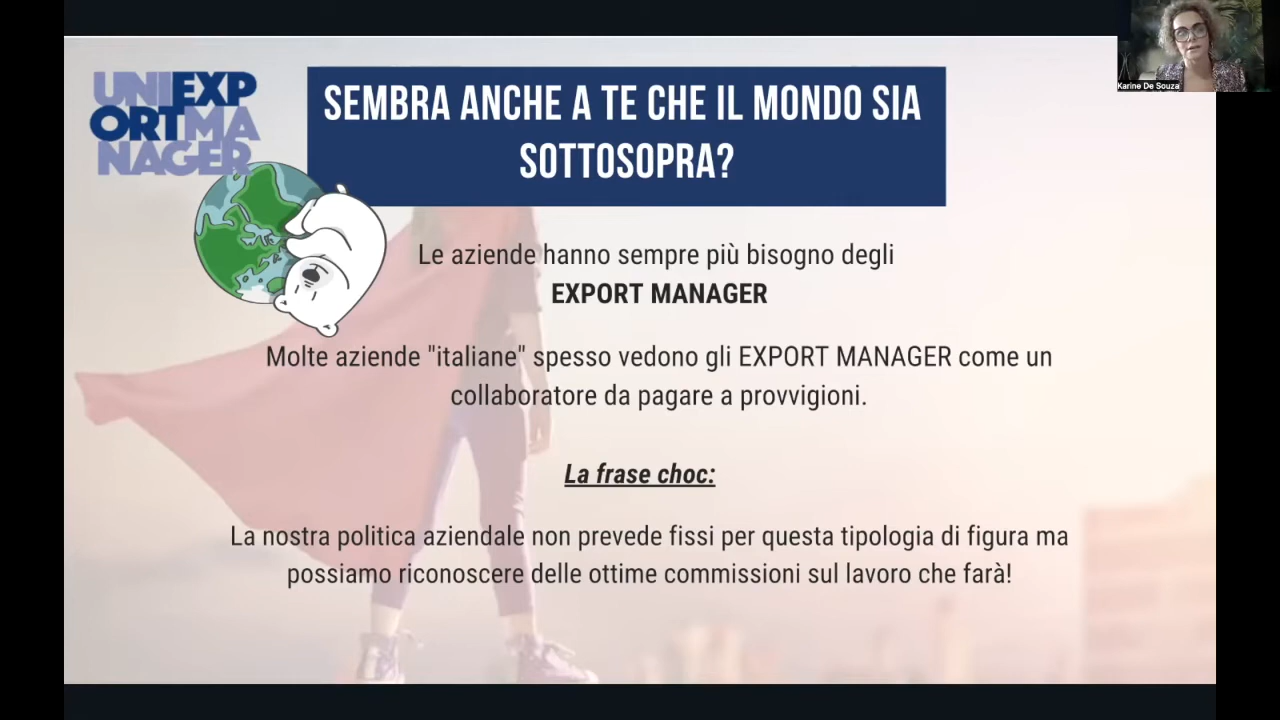 UNIEXP
ORTMA
NAGER
SEMBRA ANCHE A TE CHE IL MONDO SIA
SOTTOSOPRA?
Le aziende hanno sempre più bisogno degli
EXPORT MANAGER
Molte aziende "italiane" spesso vedono gli EXPORT MANAGER come un
collaboratore da pagare a provvigioni.
La frase choc:
La nostra politica aziendale non prevede fissi per questa tipologia di figura ma
possiamo riconoscere delle ottime commissioni sul lavoro che farà!
Karine De Souza